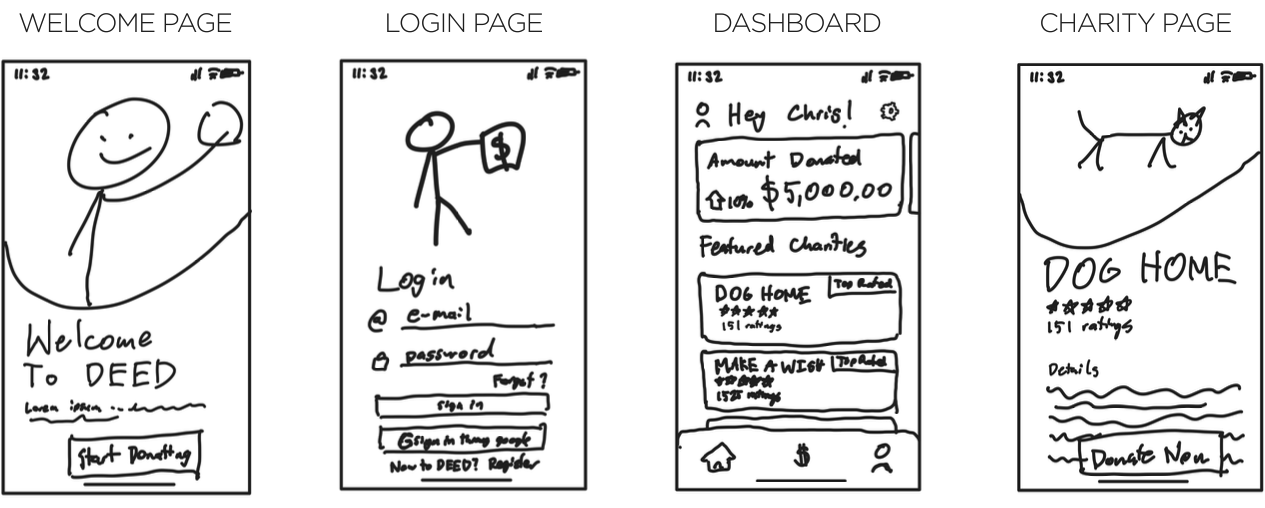 WELCOME PAGE
11:32
Welcome
To DEED
Lorem ipsum
Start Donating
LOGIN PAGE
11:32
$
Login
@ e-mail
password
Forgot?
sign in
G sign in thru google
New to DEED? Register
DASHBOARD
11:32
Hey Chris!
Amount Donated
10% $5,000.00
Featured Charities
DOG HOME Top Rated
151 ratings
MAKE A WISH Top Rated
1525 ratings
$
CHARITY PAGE
11:32
DOG HOME
151 ratings
Details
Donate Now